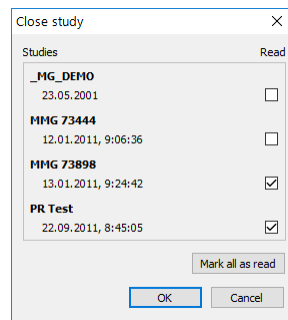 Close study
Studies Read
_MG_DEMO
23.05.2001
MMG 73444
12.01.2011, 9:06:36
MMG 73898
13.01.2011, 9:24:42
PR Test
22.09.2011, 8:45:05
Mark all as read
OK Cancel